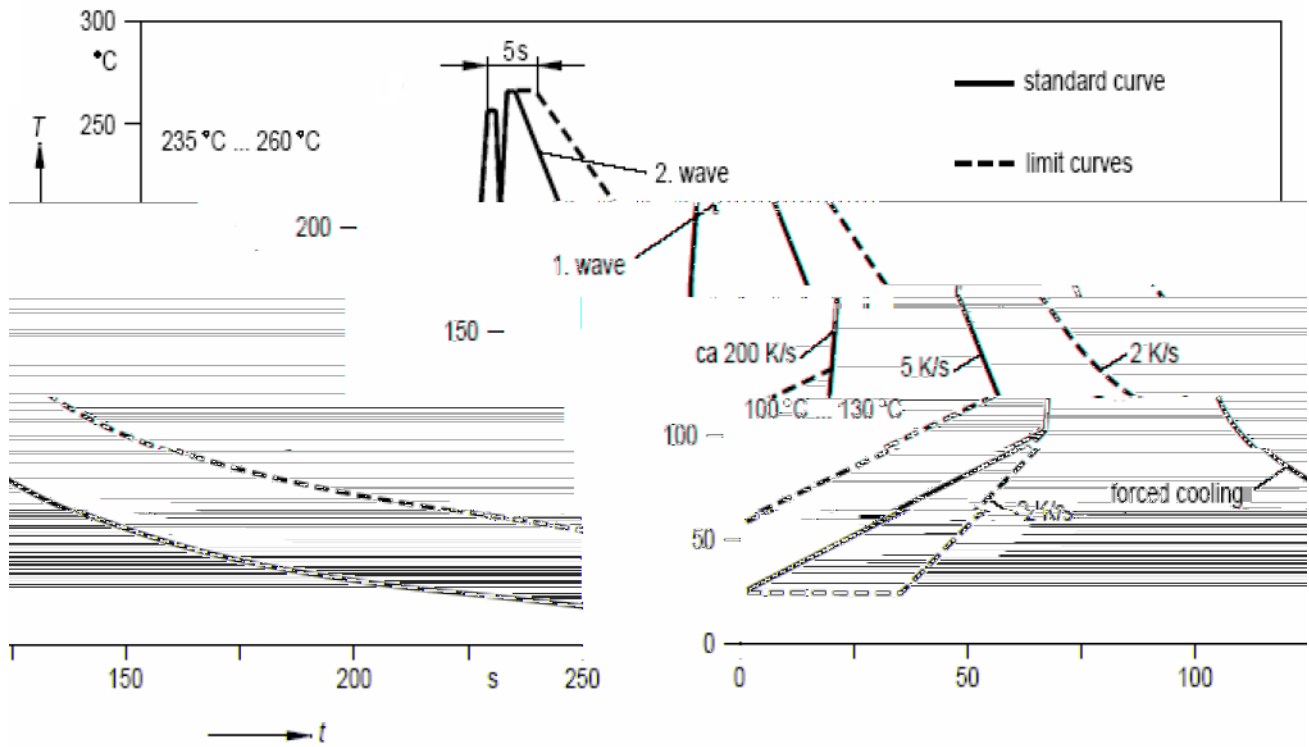 300
°C
5s
standard curve
T
250
235 °C ... 260 °C
limit curves
2. wave
200
1. wave
150
ca 200 K/s
5 K/s
2 K/s
100 °C ... 130 °C
100
forced cooling
2 K/s
50
0
150
200
s
250
0
50
100
t